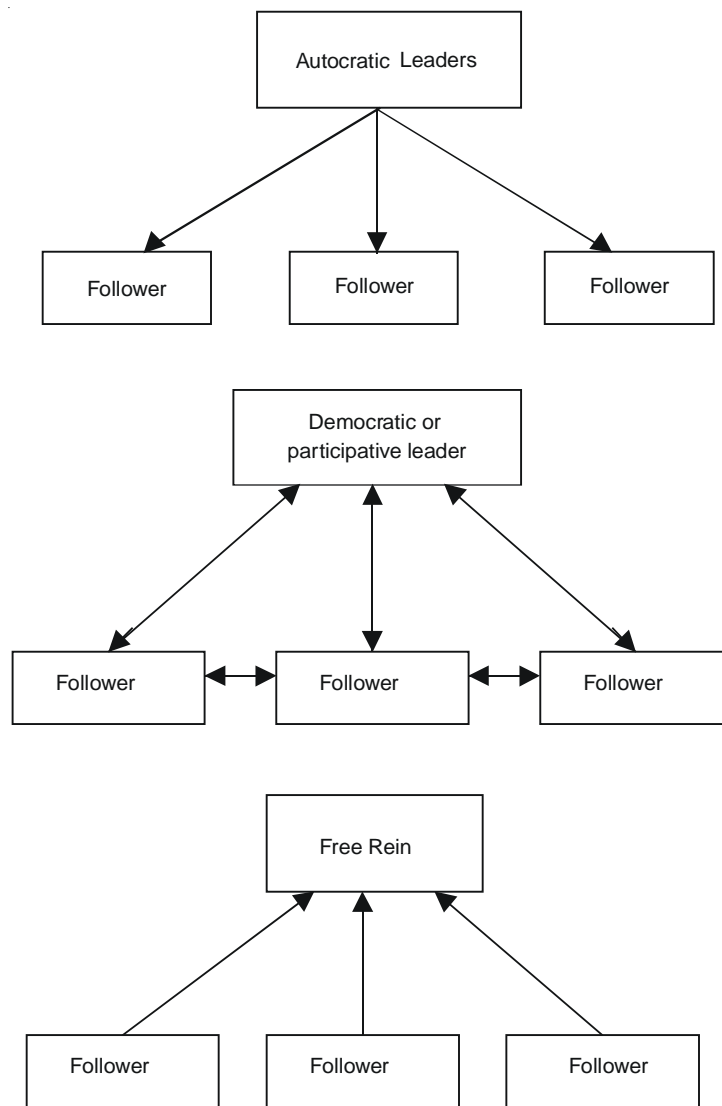 Autocratic Leaders
Follower
Follower
Follower
Democratic or
participative leader
Follower
Follower
Follower
Free Rein
Follower
Follower
Follower